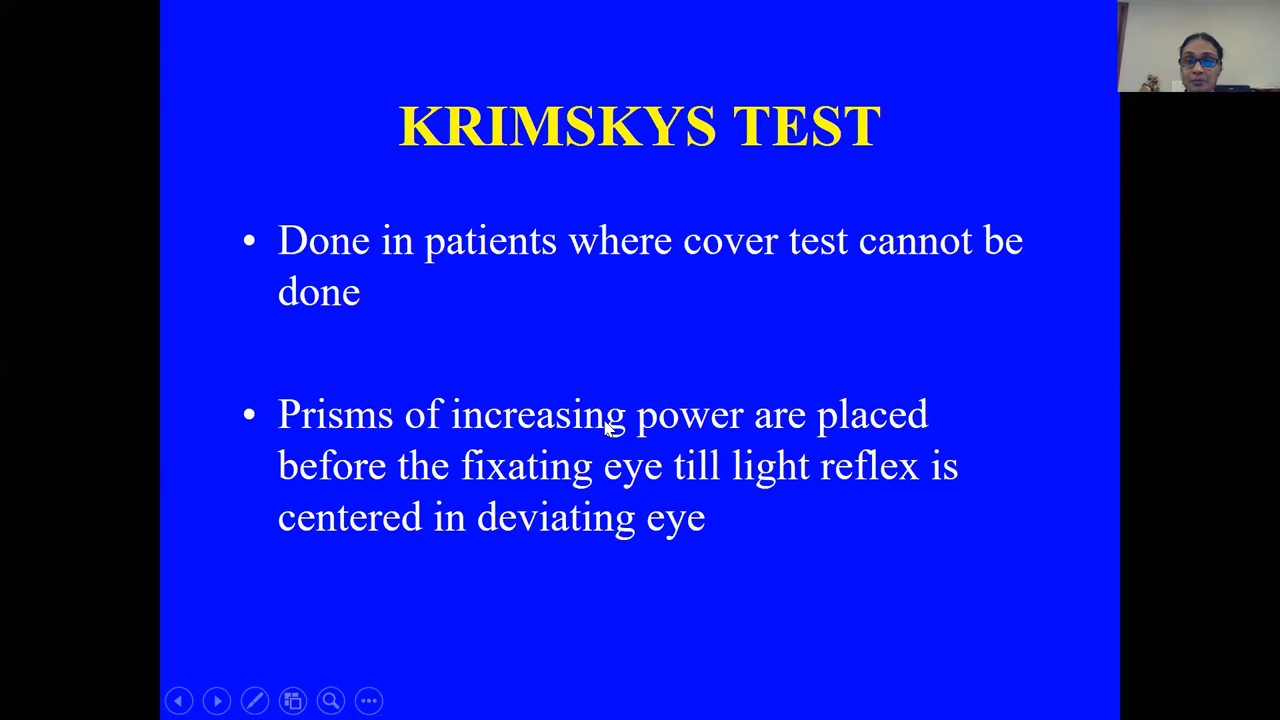 KRIMSKYS TEST
• Done in patients where cover test cannot be
done
• Prisms of increasing power are placed
before the fixating eye till light reflex is
centered in deviating eye